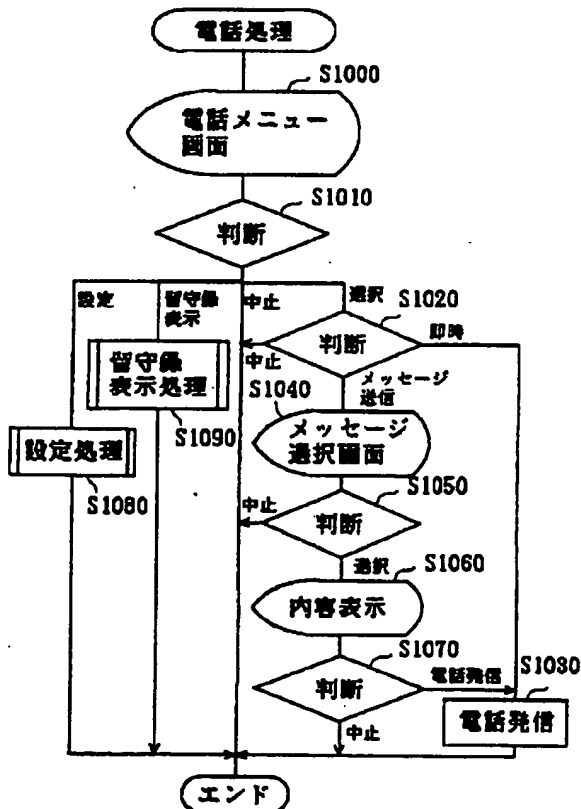 電話処理
S1000
電話メニュー
画面
S1010
判断
設定
留守録
表示
中止
選択
S1020
判断
即時
中止
留守録
表示処理
S1090
メッセージ
送信
S1040
メッセージ
選択画面
設定処理
S1080
S1050
中止
判断
選択
S1060
内容表示
S1070
判断
電話発信
S1030
電話発信
中止
エンド